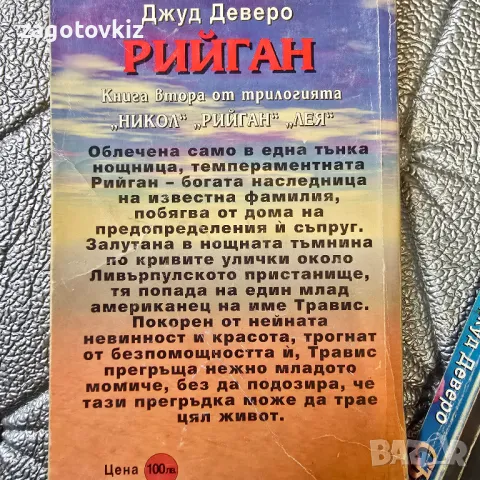 zagotovkiz
Джуд Деверо
РИЙГАН
Книга втора от трилогията
„НИКОЛ“ „РИЙГАН“ „ЛЕЯ“
Облечена само в една тънка
нощница, темпераментната
Рийган – богата наследница
на известна фамилия,
побягва от дома на
предопределения ѝ съпруг.
Залутана в нощната тъмнина
по кривите улички около
Ливърпулското пристанище,
тя попада на един млад
американец на име Травис.
Покорен от нейната
невинност и красота, трогнат
от безпомощността ѝ, Травис
прегръща нежно младото
момиче, без да подозира, че
тази прегръдка може да трае
цял живот.
Цена 100 лв.
Деверо
BAZAR